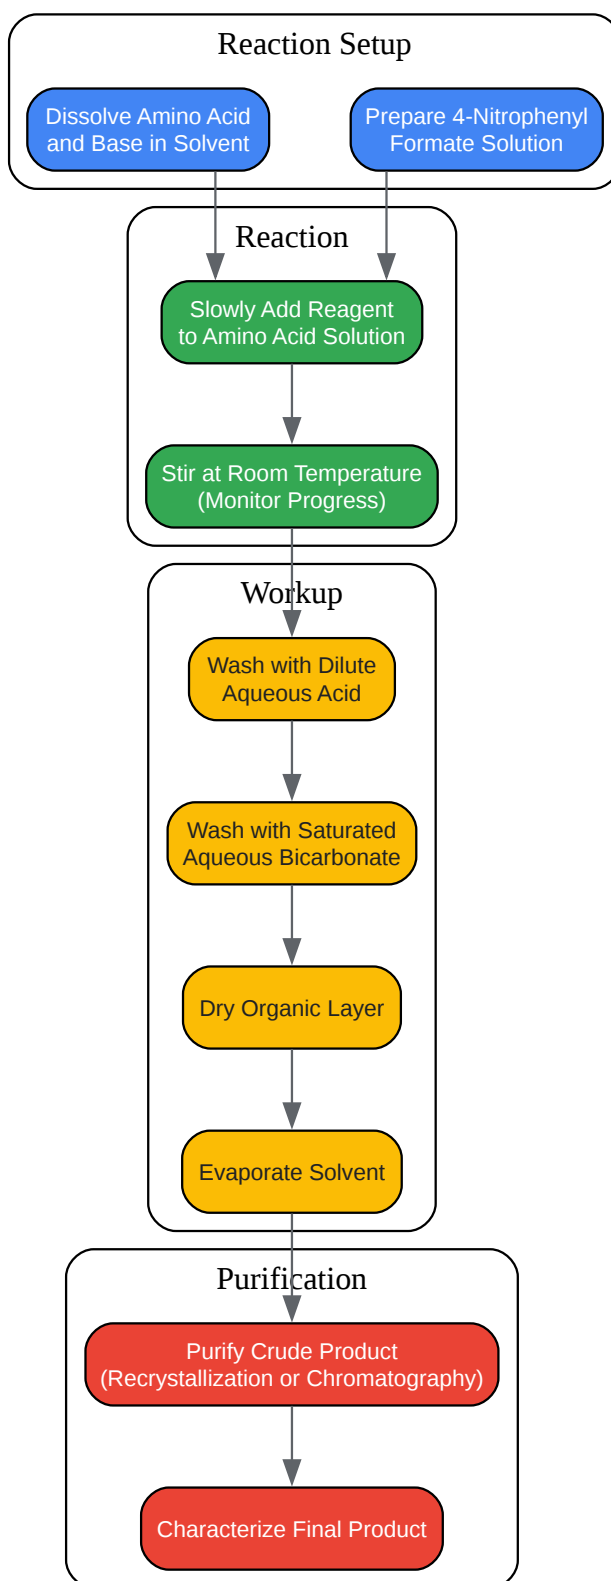 Reaction Setup
Dissolve Amino Acid
and Base in Solvent
Prepare 4-Nitrophenyl
Formate Solution
Reaction
Slowly Add Reagent
to Amino Acid Solution
Stir at Room Temperature
(Monitor Progress)
Workup
Wash with Dilute
Aqueous Acid
Wash with Saturated
Aqueous Bicarbonate
Dry Organic Layer
Evaporate Solvent
Purification
Purify Crude Product
(Recrystallization or Chromatography)
Characterize Final Product